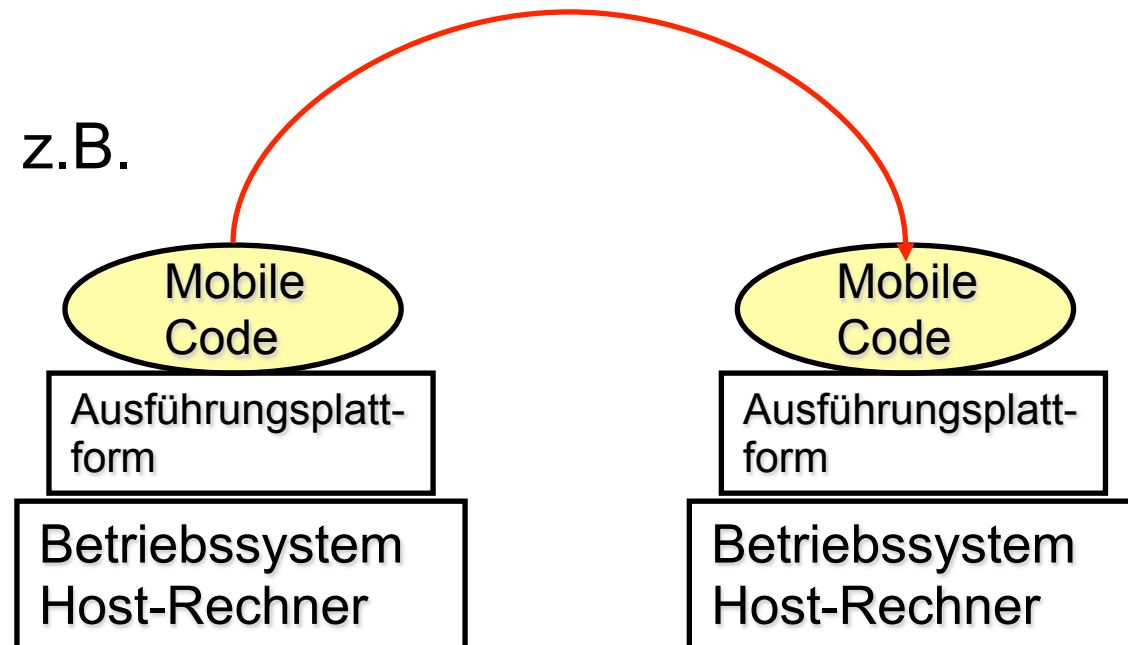 z.B.
Mobile
Code
Ausführungsplatt-
form
Betriebssystem
Host-Rechner
Mobile
Code
Ausführungsplatt-
form
Betriebssystem
Host-Rechner